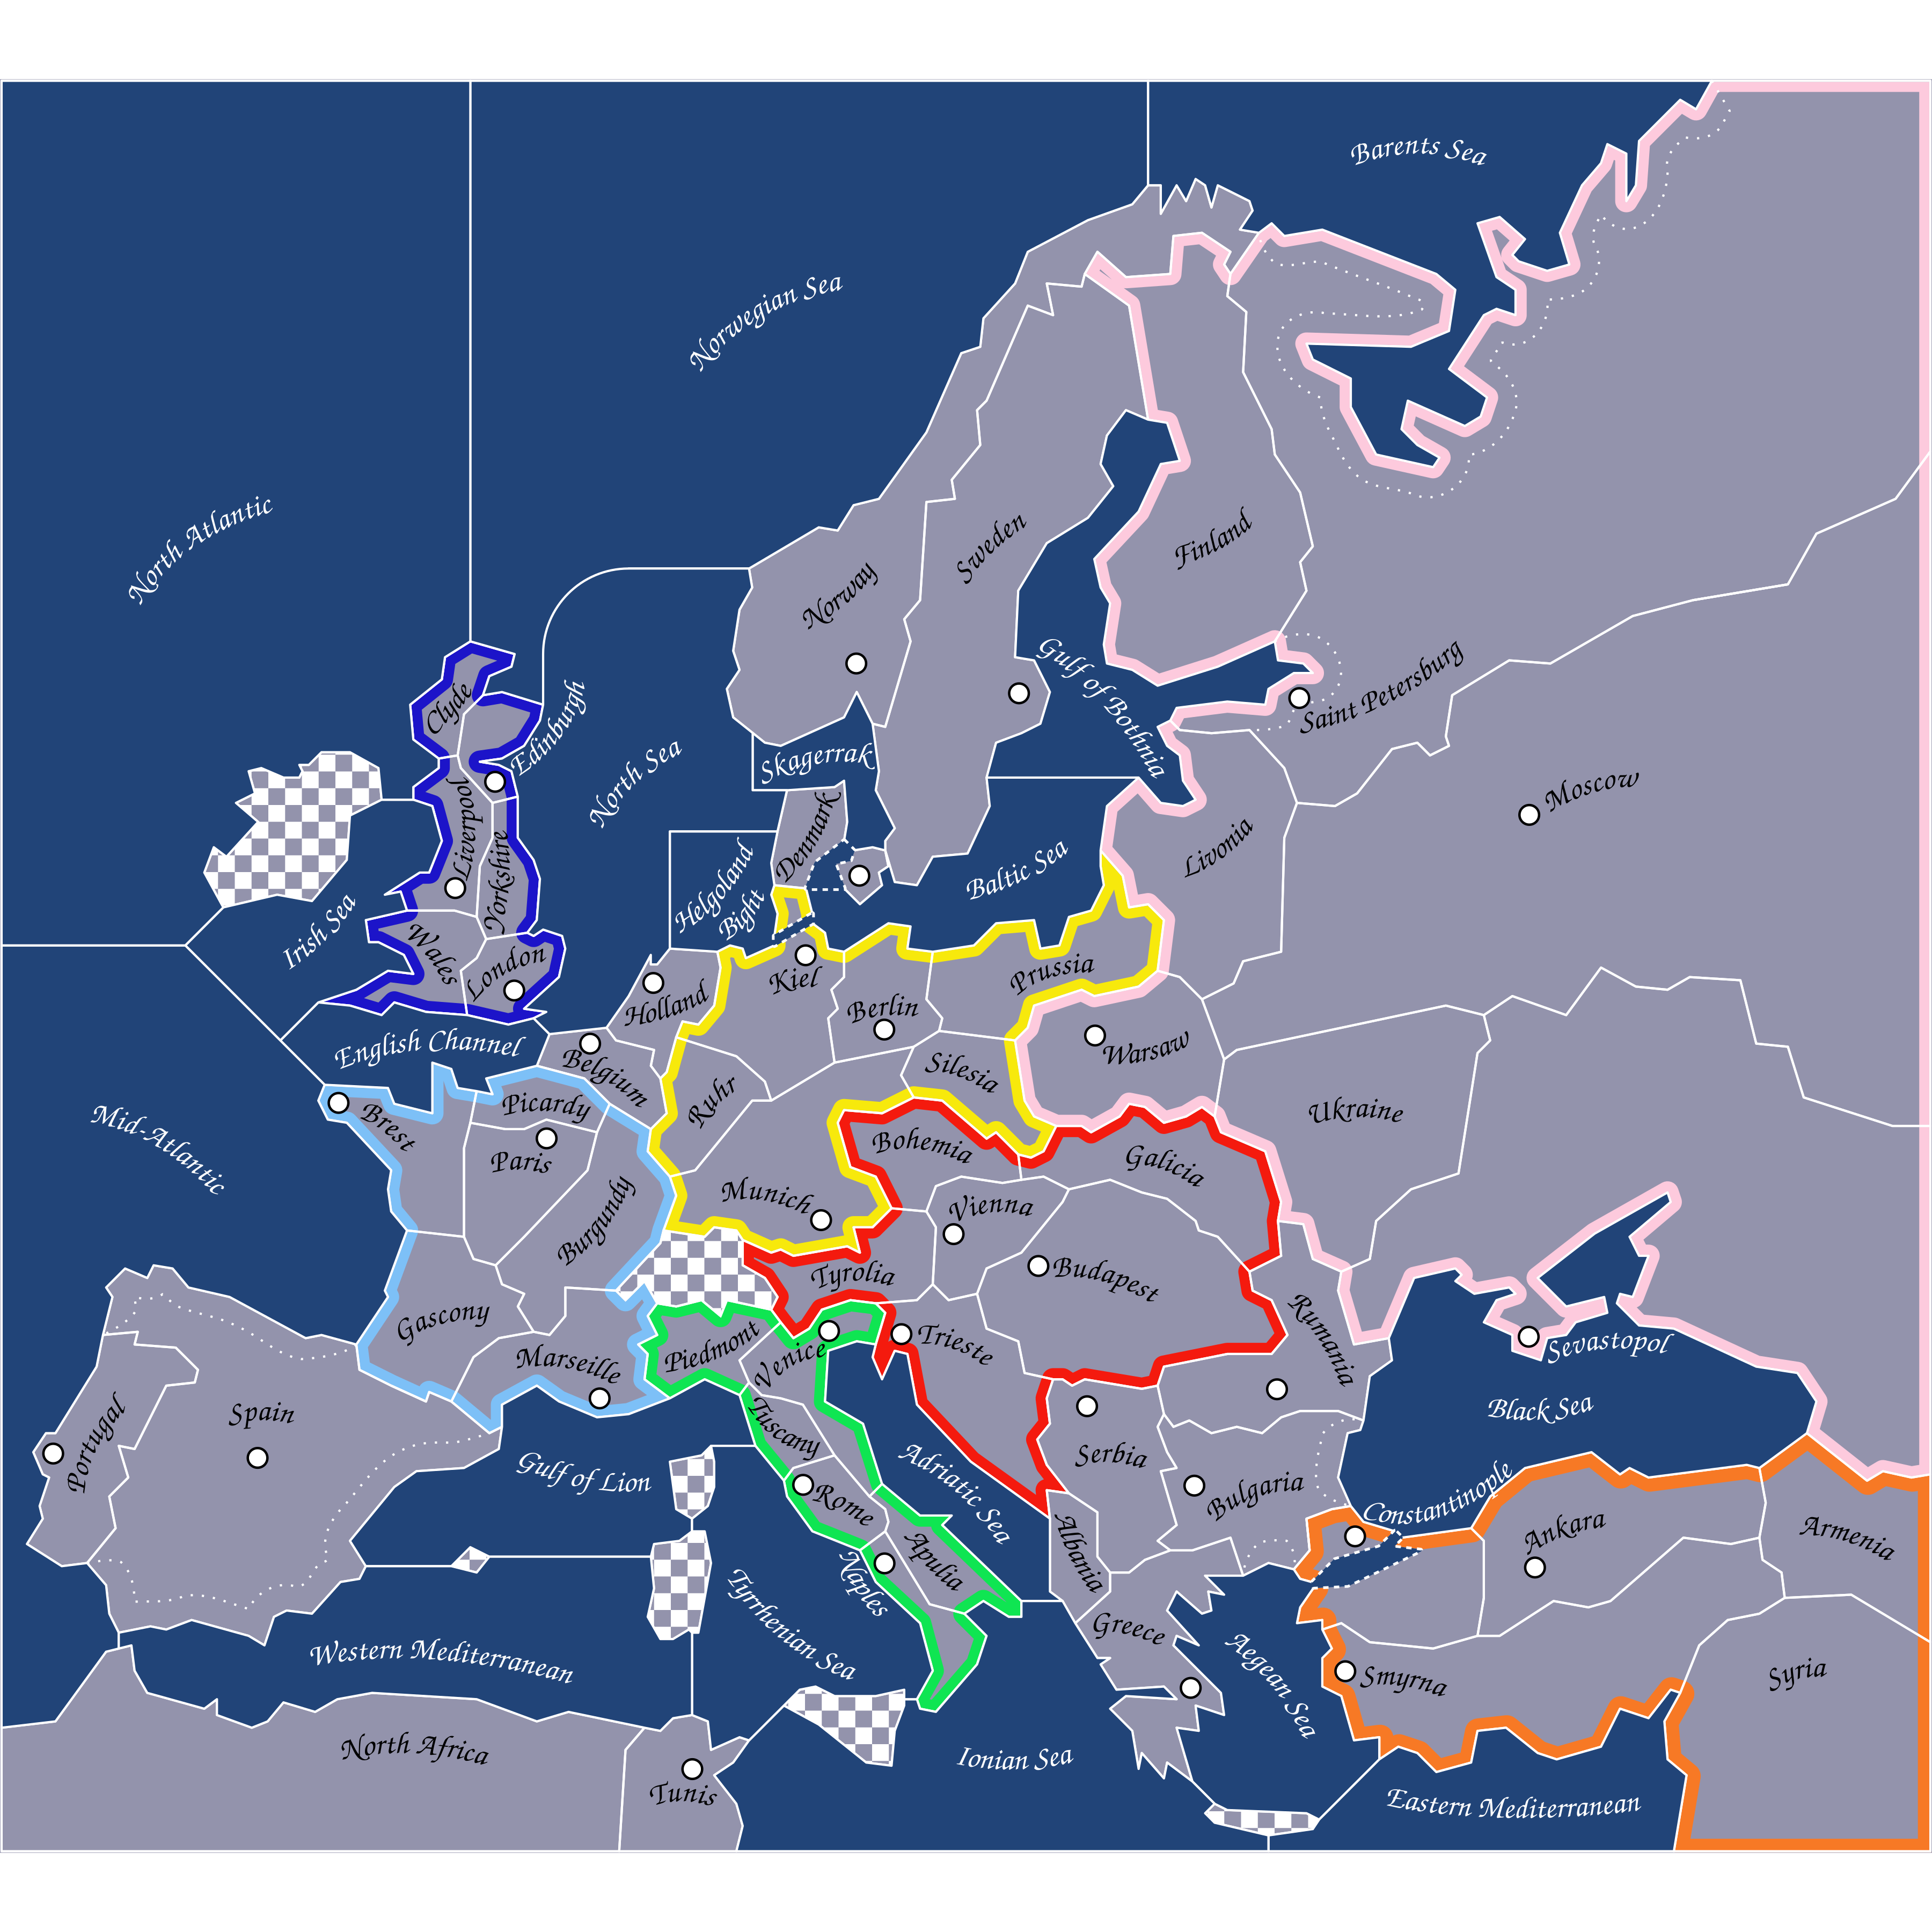 Barents Sea
Norwegian Sea
North Atlantic
Sweden
Finland
Norway
Clyde
Edinburgh
Gulf of Bothnia
Saint Petersburg
North Sea
Skagerrak
Moscow
Liverpool
Yorkshire
Denmark
Helgoland
Bight
Baltic Sea
Livonia
Irish Sea
Wales
London
Holland
Kiel
Berlin
Prussia
English Channel
Belgium
Ruhr
Silesia
Warsaw
Mid-Atlantic
Brest
Picardy
Paris
Ukraine
Bohemia
Galicia
Burgundy
Munich
Vienna
Tyrolia
Budapest
Gascony
Marseille
Piedmont
Venice
Trieste
Rumania
Sevastopol
Portugal
Spain
Tuscany
Black Sea
Gulf of Lion
Adriatic Sea
Serbia
Bulgaria
Rome
Constantinople
Ankara
Armenia
Apulia
Naples
Albania
Tyrrhenian Sea
Western Mediterranean
Greece
Aegean Sea
Smyrna
Syria
North Africa
Tunis
Ionian Sea
Eastern Mediterranean